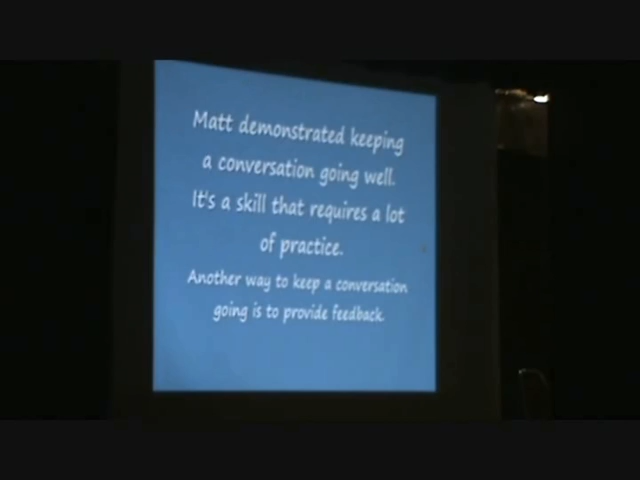 Matt demonstrated keeping
a conversation going well.
It's a skill that requires a lot
of practice.
Another way to keep a conversation
going is to provide feedback.